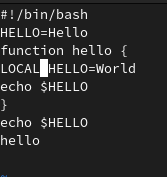 #!/bin/bash
HELLO=Hello
function hello {
LOCAL HELLO=World
echo $HELLO
}
echo $HELLO
hello